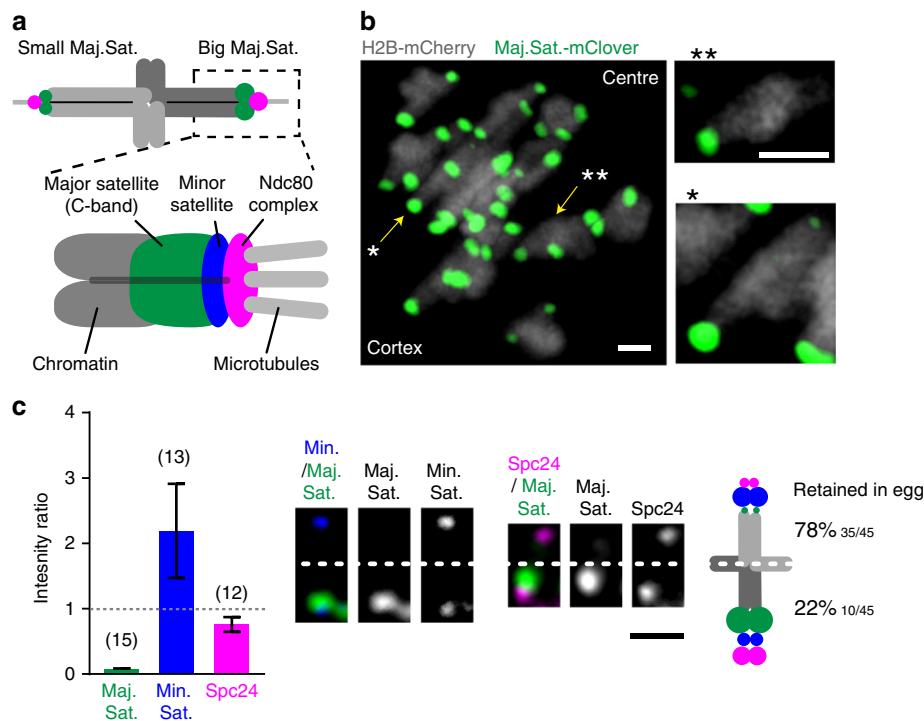 a
Small Maj.Sat.
Big Maj.Sat.
Major satellite
(C-band)
Minor
satellite
Ndc80
complex
Chromatin
Microtubules
b
H2B-mCherry
Maj.Sat.-mClover
Centre
**
*
Cortex
**
*
c
Intesnity ratio
4
3
2
1
0
(15)
(13)
(12)
Maj.
Sat.
Min.
Sat.
Spc24
Min.
/Maj.
Sat.
Maj.
Sat.
Min.
Sat.
Spc24
/ Maj.
Sat.
Maj.
Sat.
Spc24
Retained in egg
78% 35/45
22% 10/45